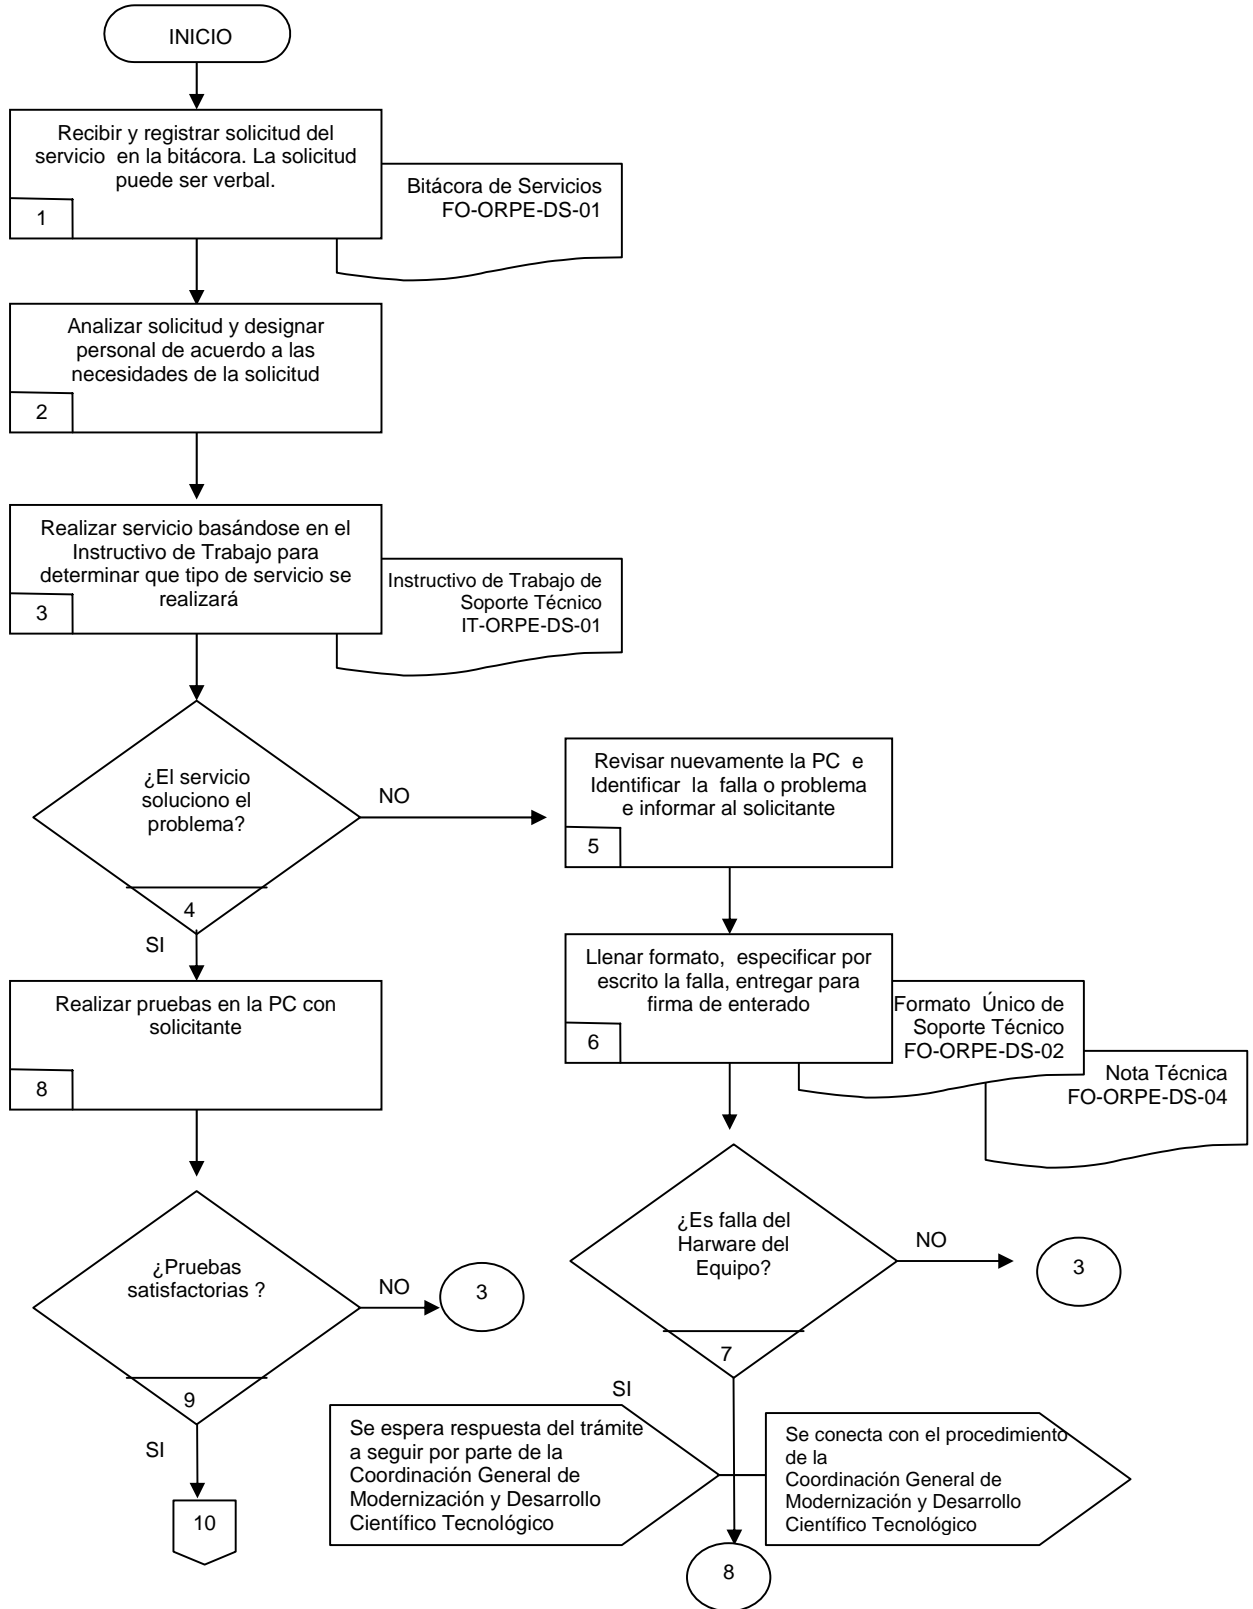 INICIO
Recibir y registrar solicitud del
servicio en la bitácora. La solicitud
puede ser verbal.
1
Bitácora de Servicios
FO-ORPE-DS-01
Analizar solicitud y designar
personal de acuerdo a las
necesidades de la solicitud
2
Realizar servicio basándose en el
Instructivo de Trabajo para
determinar que tipo de servicio se
realizará
3
Instructivo de Trabajo de
Soporte Técnico
IT-ORPE-DS-01
¿El servicio
soluciono el
problema?
4
NO
SI
Revisar nuevamente la PC e
Identificar la falla o problema
e informar al solicitante
5
Llenar formato, especificar por
escrito la falla, entregar para
firma de enterado
6
Formato Único de
Soporte Técnico
FO-ORPE-DS-02
Nota Técnica
FO-ORPE-DS-04
Realizar pruebas en la PC con
solicitante
8
¿Es falla del
Harware del
Equipo?
7
NO
3
SI
¿Pruebas
satisfactorias ?
9
NO
3
SI
10
Se espera respuesta del trámite
a seguir por parte de la
Coordinación General de
Modernización y Desarrollo
Científico Tecnológico
Se conecta con el procedimiento
de la
Coordinación General de
Modernización y Desarrollo
Científico Tecnológico
8